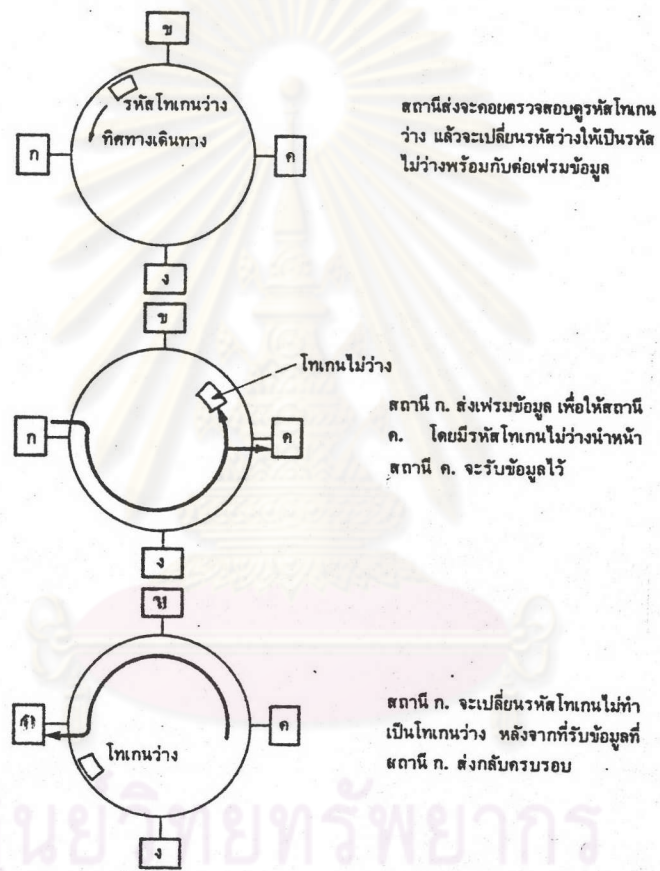 ข
รหัสโทเกนว่าง
ทิศทางเดินทาง
ก
ค
ง
สถานีส่งจะคอยตรวจสอบดูรหัสโทเกน
ว่าง แล้วจะเปลี่ยนรหัสว่างให้เป็นรหัส
ไม่ว่างพร้อมกับต่อเฟรมข้อมูล
ข
โทเกนไม่ว่าง
ก
ค
ง
สถานี ก. ส่งเฟรมข้อมูล เพื่อให้สถานี
ค. โดยมีรหัสโทเกนไม่ว่างนำหน้า
สถานี ค. จะรับข้อมูลไว้
ข
ก
ค
โทเกนว่าง
ง
สถานี ก. จะเปลี่ยนรหัสโทเกนไม่ทำ
เป็นโทเกนว่าง หลังจากที่รับข้อมูลที่
สถานี ก. ส่งกลับครบรอบ
นย์วิทยทรัพยากร